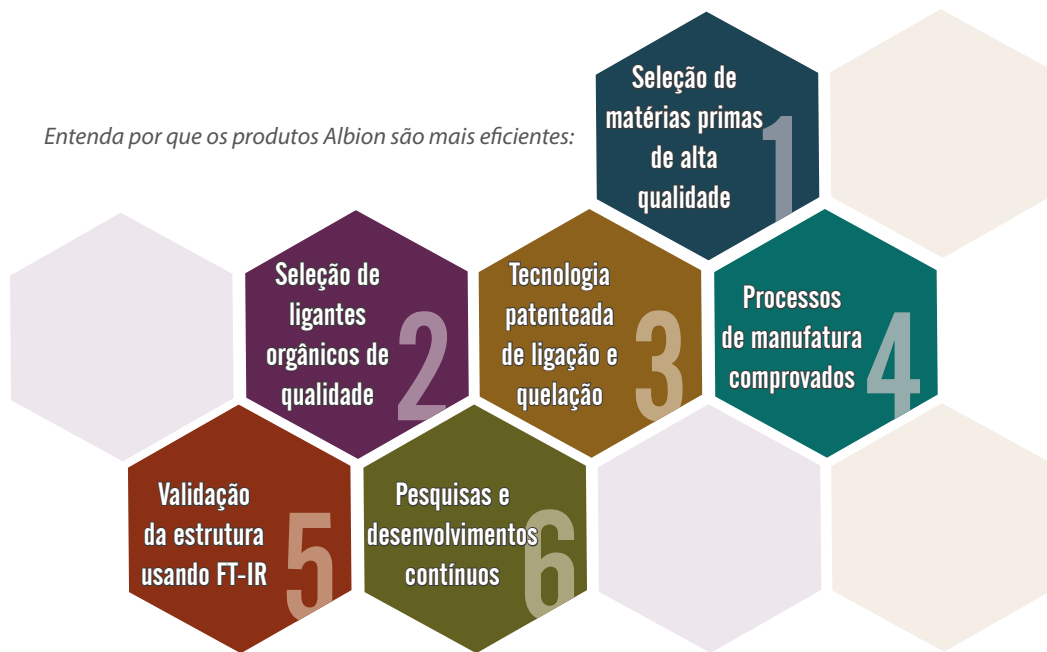 Entenda por que os produtos Albion são mais eficientes:
Seleção de
matérias primas
de alta
qualidade
1
Seleção de
ligantes
orgânicos de
qualidade
2
Tecnologia
patenteada
de ligação e
quelação
3
Processos
de manufatura
comprovados
4
Validação
da estrutura
usando FT-IR
5
Pesquisas e
desenvolvimentos
contínuos
6